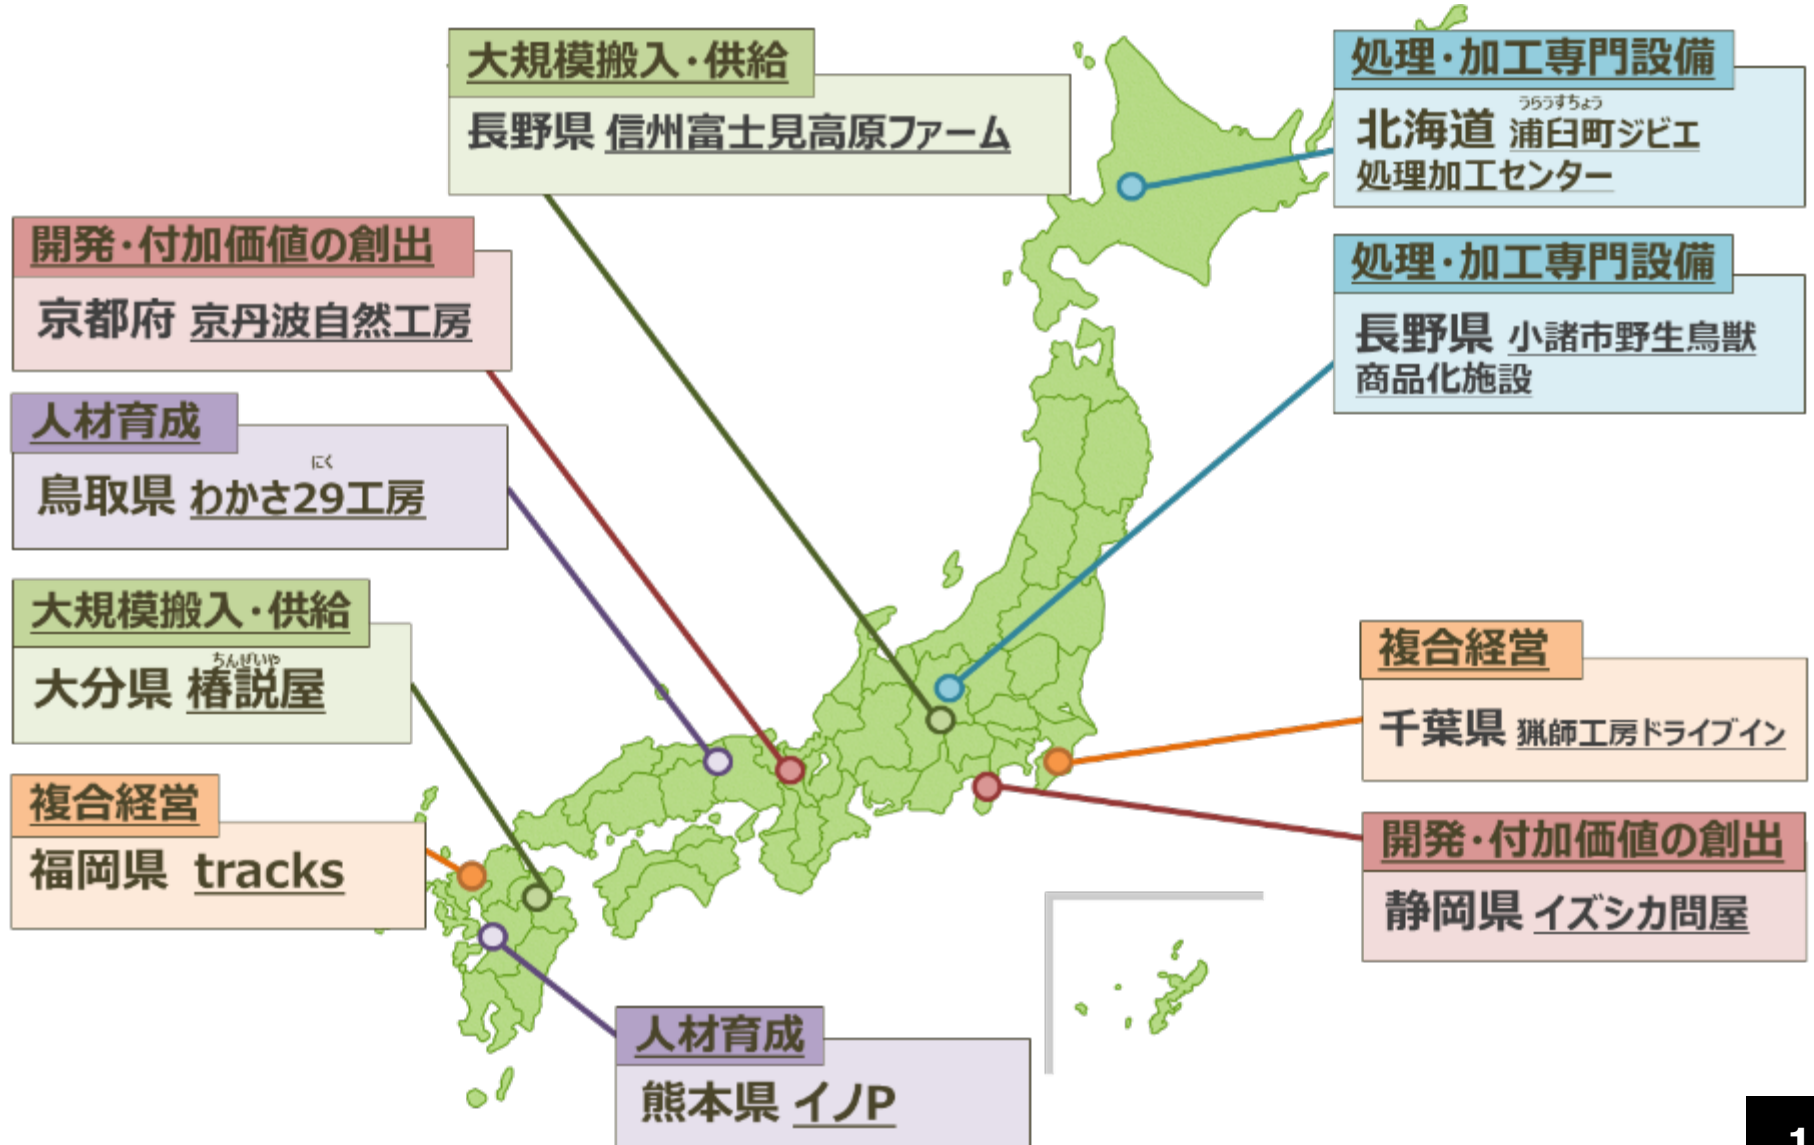 大規模搬入・供給
長野県 信州富士見高原ファーム
処理・加工専門設備
うらうすちょう
北海道 浦臼町ジビエ
処理加工センター
開発・付加価値の創出
京都府 京丹波自然工房
処理・加工専門設備
長野県 小諸市野生鳥獣
商品化施設
人材育成
にく
鳥取県 わかさ29工房
大規模搬入・供給
ちんぜいや
大分県 椿説屋
複合経営
千葉県 猟師工房ドライブイン
複合経営
福岡県 tracks
開発・付加価値の創出
静岡県 イズシカ問屋
人材育成
熊本県 イノP
1